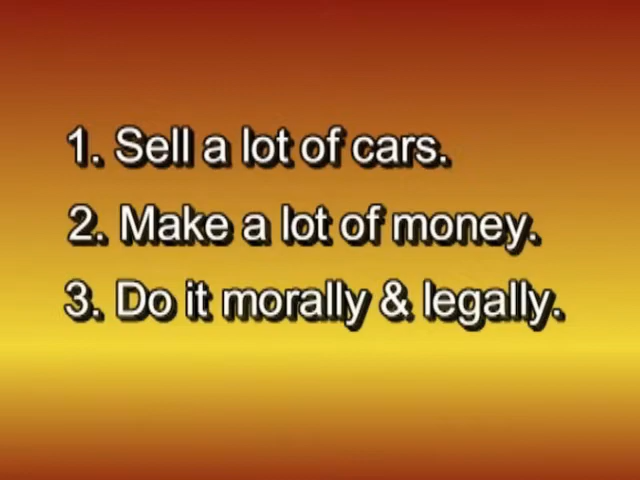 1. Sell a lot of cars.
2. Make a lot of money.
3. Do it morally & legally.